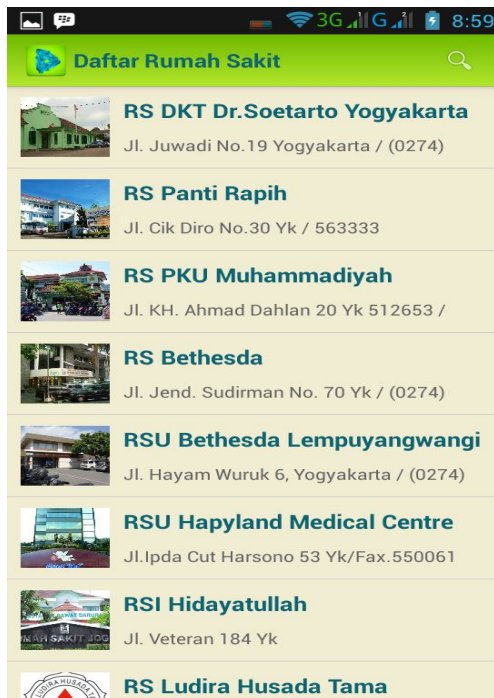 3G G 8:59
Daftar Rumah Sakit
RS DKT Dr.Soetarto Yogyakarta
Jl. Juwadi No.19 Yogyakarta / (0274)
RS Panti Rapih
Jl. Cik Diro No.30 Yk / 563333
RS PKU Muhammadiyah
Jl. KH. Ahmad Dahlan 20 Yk 512653 /
RS Bethesda
Jl. Jend. Sudirman No. 70 Yk / (0274)
RSU Bethesda Lempuyangwangi
Jl. Hayam Wuruk 6, Yogyakarta / (0274)
RSU Hapyland Medical Centre
Jl.Ipda Cut Harsono 53 Yk/Fax.550061
RSI Hidayatullah
Jl. Veteran 184 Yk
RS Ludira Husada Tama